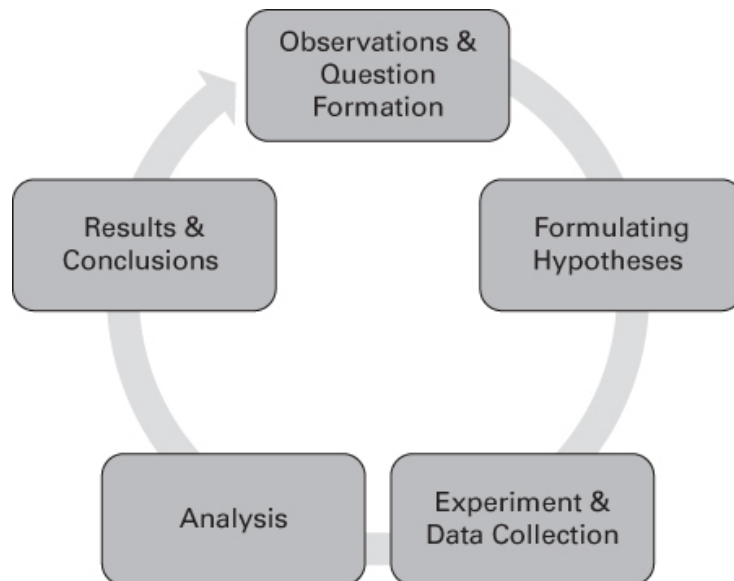 Observations &
Question
Formation
Formulating
Hypotheses
Experiment &
Data Collection
Analysis
Results &
Conclusions